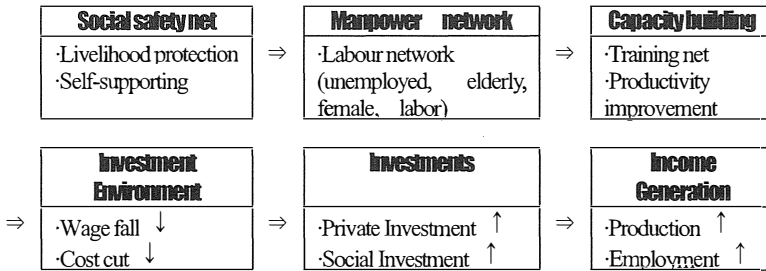 Social safety net
·Livelihood protection
·Self-supporting
⇒
Manpower network
·Labour network
(unemployed, elderly,
female, labor)
⇒
Capacity building
·Training net
·Productivity
improvement
⇒
Investment
Environment
·Wage fall ↓
·Cost cut ↓
⇒
Investments
·Private Investment ↑
·Social Investment ↑
⇒
Income
Generation
·Production ↑
·Employment ↑